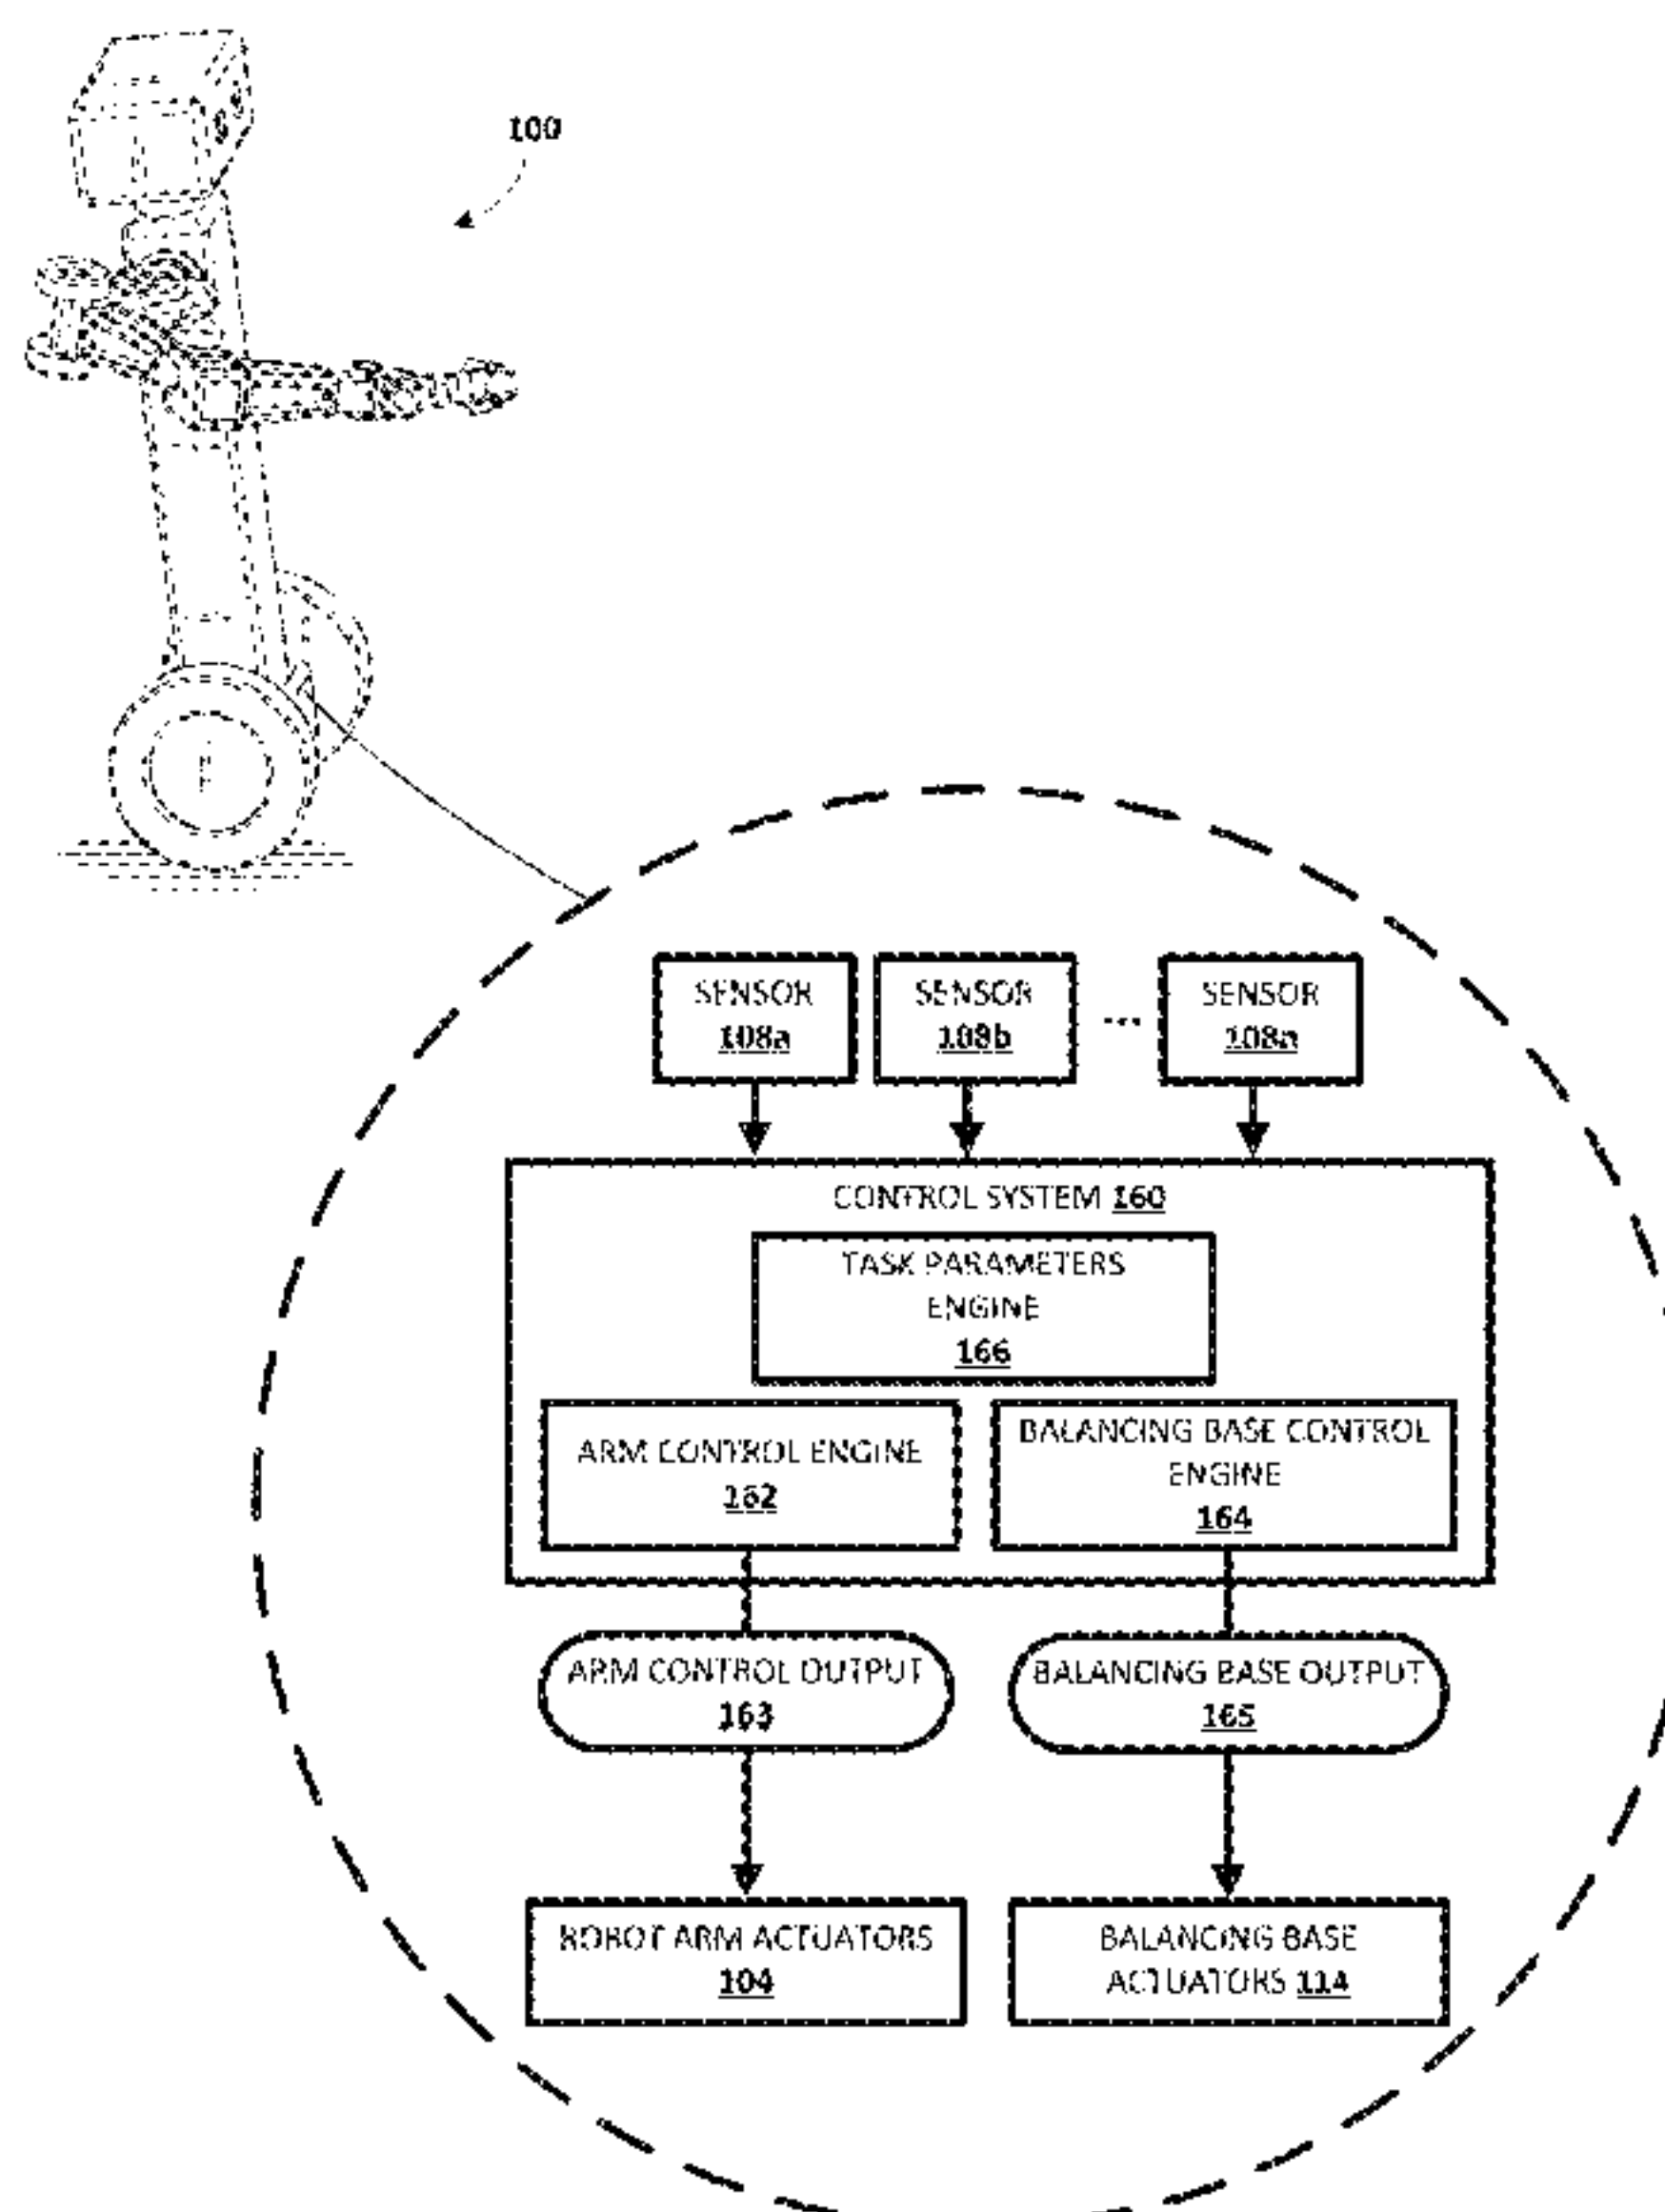 100
SENSOR
108a
SENSOR
108b
...
SENSOR
108n
CONTROL SYSTEM 160
TASK PARAMETERS
ENGINE
166
ARM CONTROL ENGINE
162
BALANCING BASE CONTROL
ENGINE
164
ARM CONTROL OUTPUT
163
BALANCING BASE OUTPUT
165
ROBOT ARM ACTUATORS
104
BALANCING BASE
ACTUATORS 114